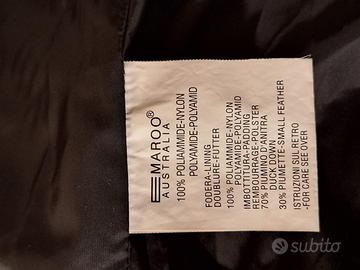 EMAROO®
AUSTRALIA
100% POLIAMMIDE-NYLON
POLYAMIDE-POLYAMID
FODERA-LINING
DOUBLURE-FUTTER
100% POLIAMMIDE-NYLON
POLYAMIDE-POLYAMID
IMBOTTITURA-PADDING
REMBOURRAGE-POLSTER
70% PIUMINO D'ANITRA
DUCK DOWN
30% PIUMETTE-SMALL FEATHER
ISTRUZIONI SUL RETRO
-FOR CARE SEE OVER
subito